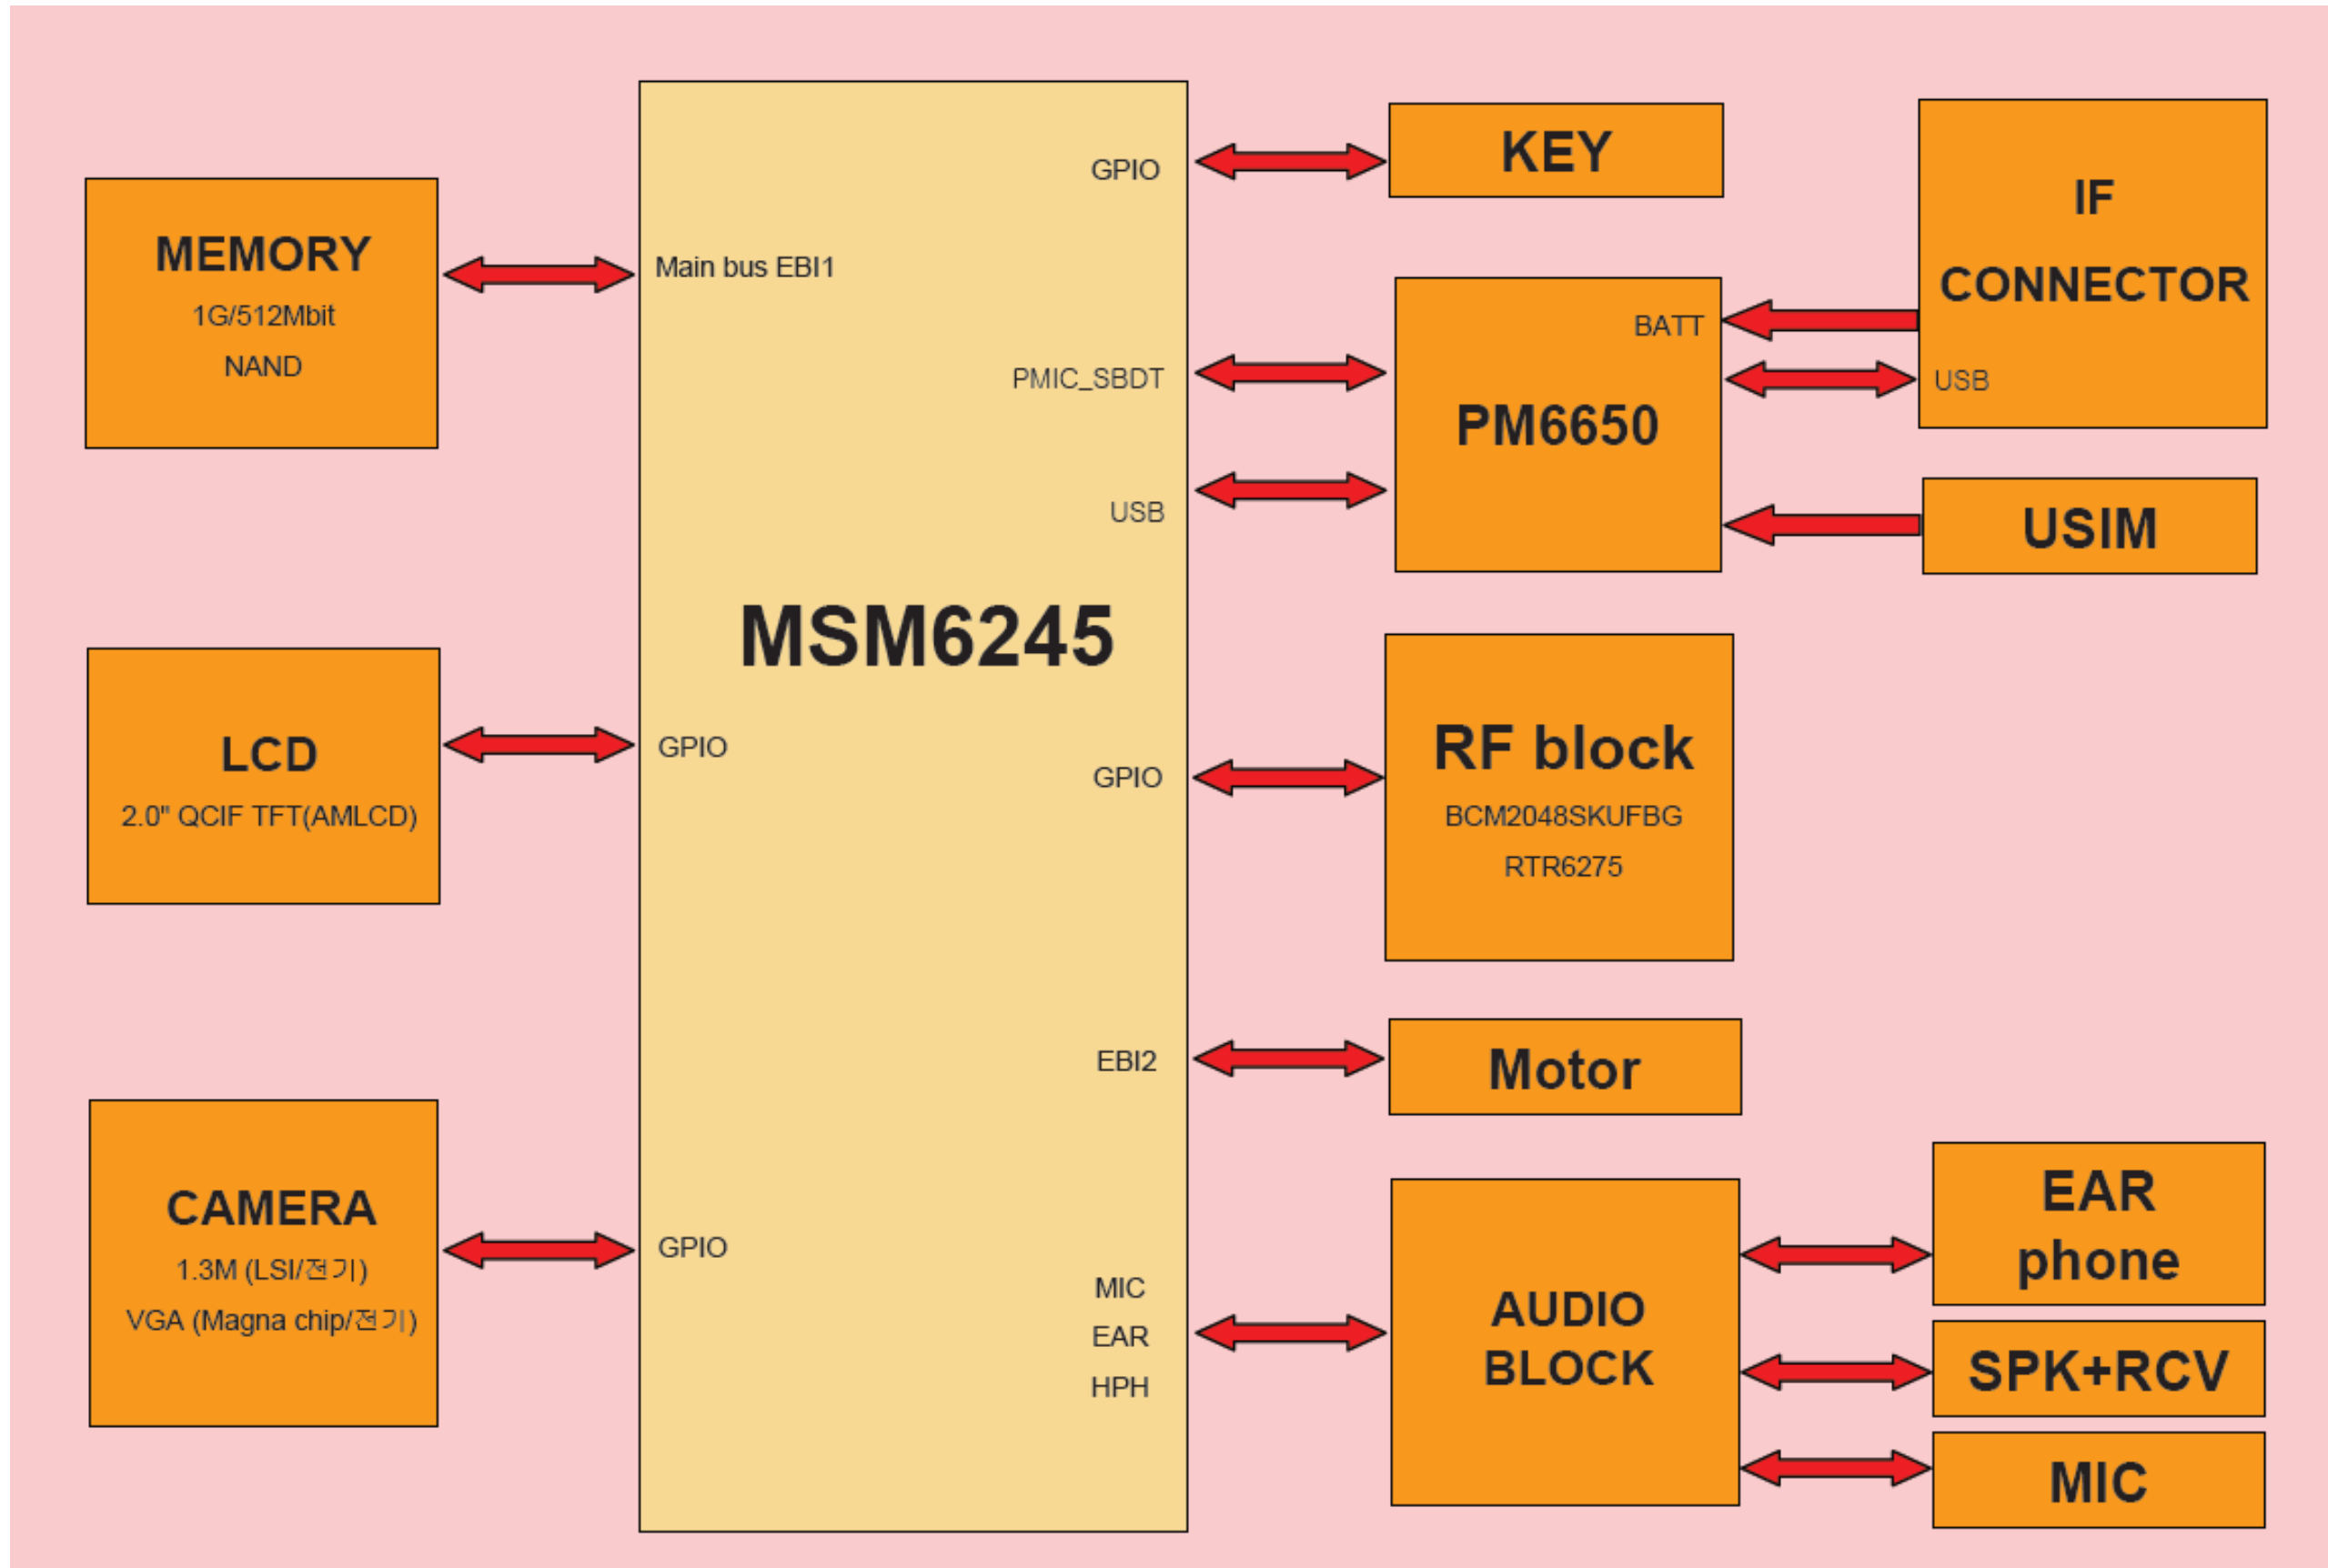 MEMORY
1G/512Mbit
NAND
LCD
2.0" QCIF TFT(AMLCD)
CAMERA
1.3M (LSI/전기)
VGA (Magna chip/전기)
Main bus EBI1
GPIO
GPIO
MSM6245
GPIO
PMIC_SBDT
USB
GPIO
EBI2
MIC
EAR
HPH
KEY
BATT
PM6650
RF block
BCM2048SKUFBG
RTR6275
Motor
AUDIO
BLOCK
IF
CONNECTOR
USB
USIM
EAR
phone
SPK+RCV
MIC